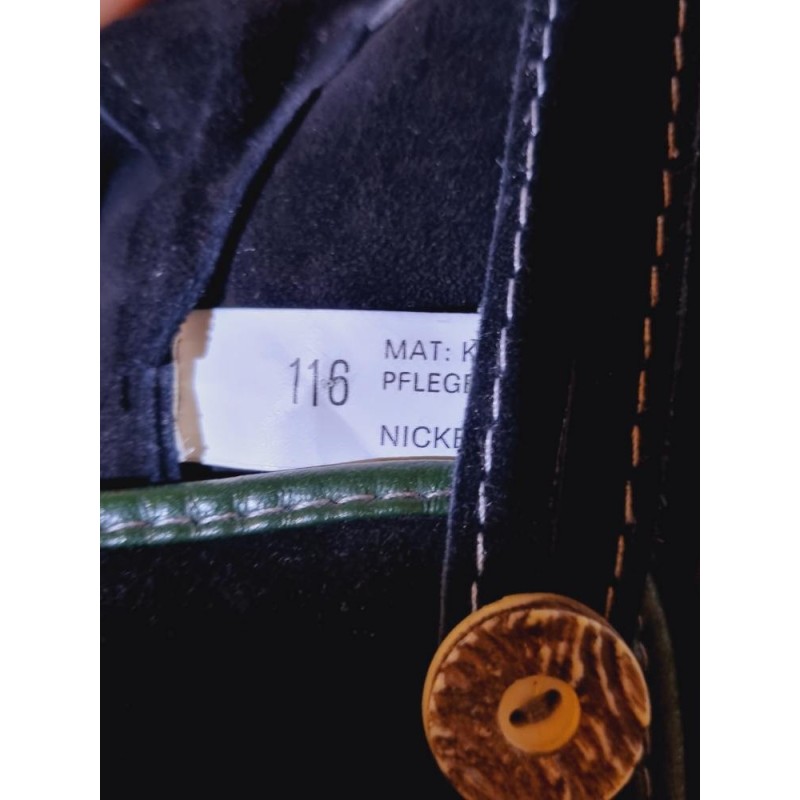 116
MAT: K
PFLEGE
NICKE